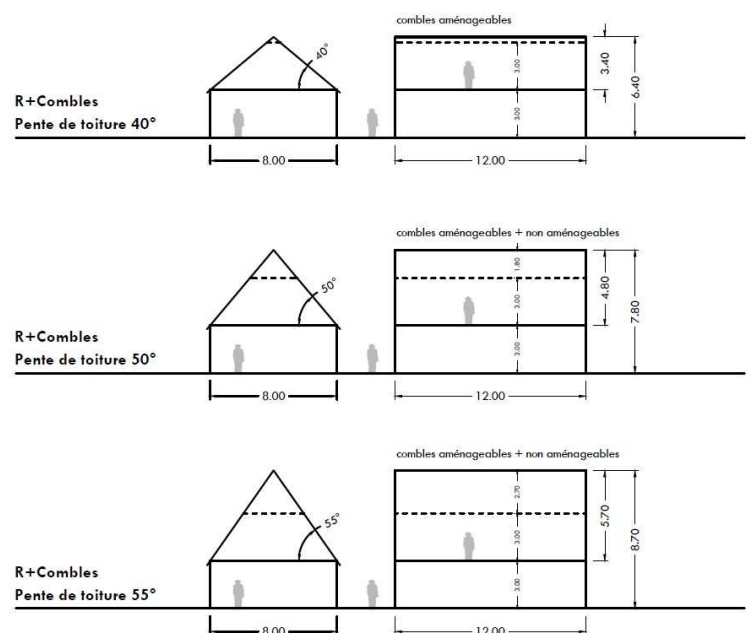 combles aménageables
40°
R+Combles
Pente de toiture 40°
3.00
3.00
3.40
6.40
8.00
12.00
combles aménageables + non aménageables
50°
R+Combles
Pente de toiture 50°
1.80
3.00
3.00
4.80
7.80
8.00
12.00
combles aménageables + non aménageables
55°
R+Combles
Pente de toiture 55°
2.70
3.00
3.00
5.70
8.70
8.00
12.00